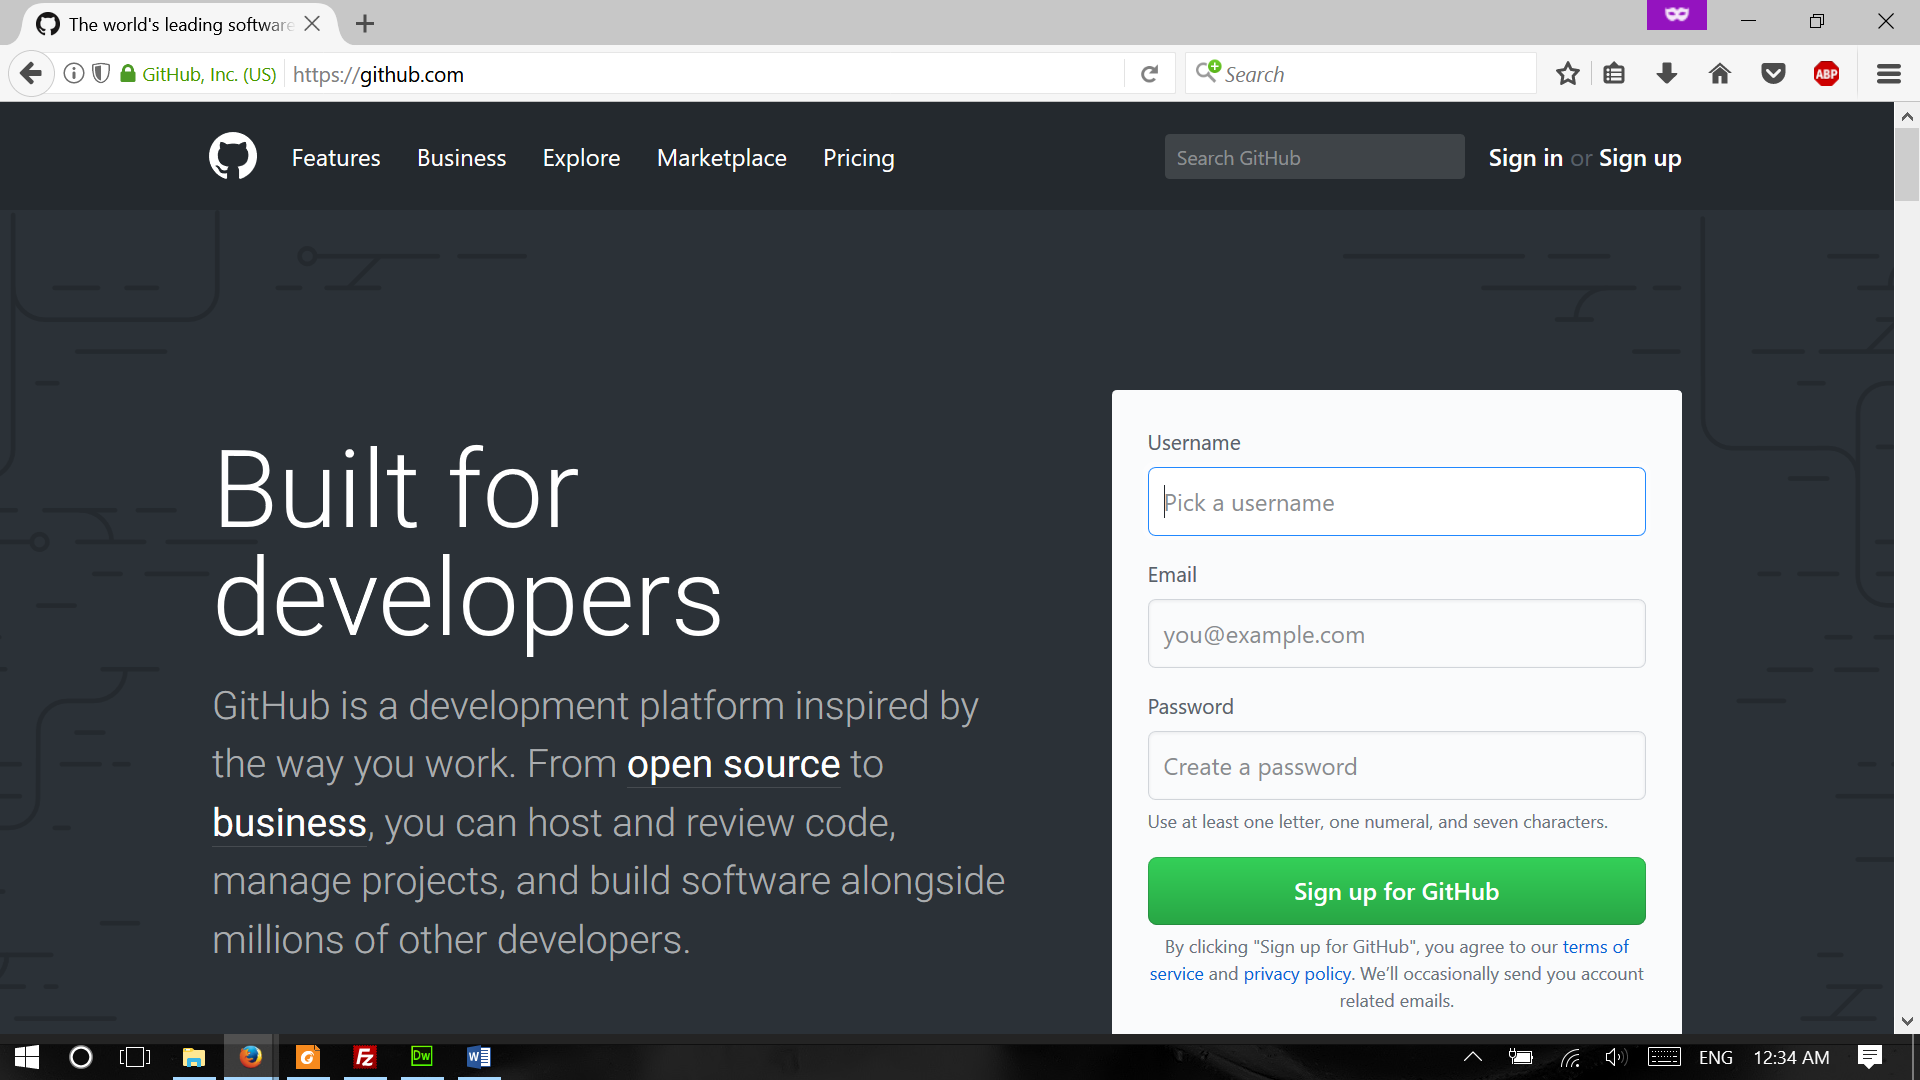 The world's leading software
GitHub, Inc. (US)
https://github.com
Search
ABP
Features
Business
Explore
Marketplace
Pricing
Search GitHub
Sign in or Sign up
Built for
developers
GitHub is a development platform inspired by
the way you work. From open source to
business, you can host and review code,
manage projects, and build software alongside
millions of other developers.
Username
Pick a username
Email
you@example.com
Password
Create a password
Use at least one letter, one numeral, and seven characters.
Sign up for GitHub
By clicking "Sign up for GitHub", you agree to our terms of
service and privacy policy. We’ll occasionally send you account
related emails.
Fz
Dw
W
ENG
12:34 AM